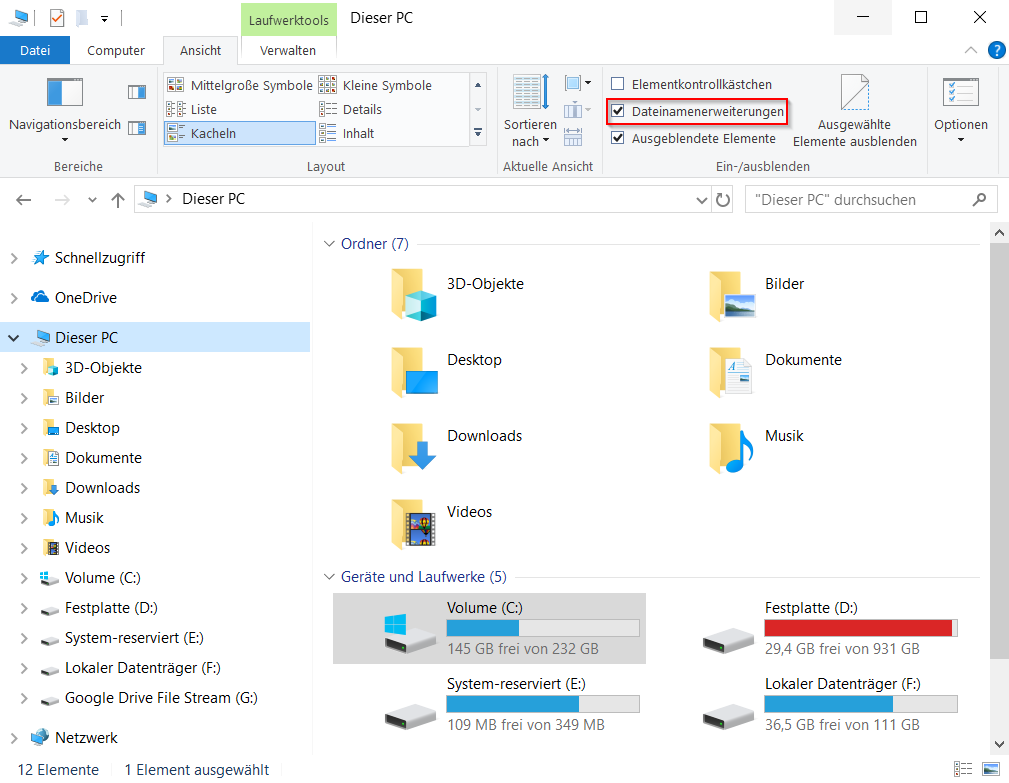 Laufwerktools
Dieser PC
Datei
Computer
Ansicht
Verwalten
Navigationsbereich
Bereiche
Mittelgroße Symbole
Kleine Symbole
Liste
Details
Kacheln
Inhalt
Layout
Sortieren
nach
Aktuelle Ansicht
Elementkontrollkästchen
Dateinamenerweiterungen
Ausgeblendete Elemente
Ausgewählte
Elemente ausblenden
Ein-/ausblenden
Optionen
Dieser PC
"Dieser PC" durchsuchen
Schnellzugriff
OneDrive
Dieser PC
3D-Objekte
Bilder
Desktop
Dokumente
Downloads
Musik
Videos
Volume (C:)
Festplatte (D:)
System-reserviert (E:)
Lokaler Datenträger (F:)
Google Drive File Stream (G:)
Netzwerk
Ordner (7)
3D-Objekte
Bilder
Desktop
Dokumente
Downloads
Musik
Videos
Geräte und Laufwerke (5)
Volume (C:)
145 GB frei von 232 GB
Festplatte (D:)
29,4 GB frei von 931 GB
System-reserviert (E:)
109 MB frei von 349 MB
Lokaler Datenträger (F:)
36,5 GB frei von 111 GB
12 Elemente
1 Element ausgewählt